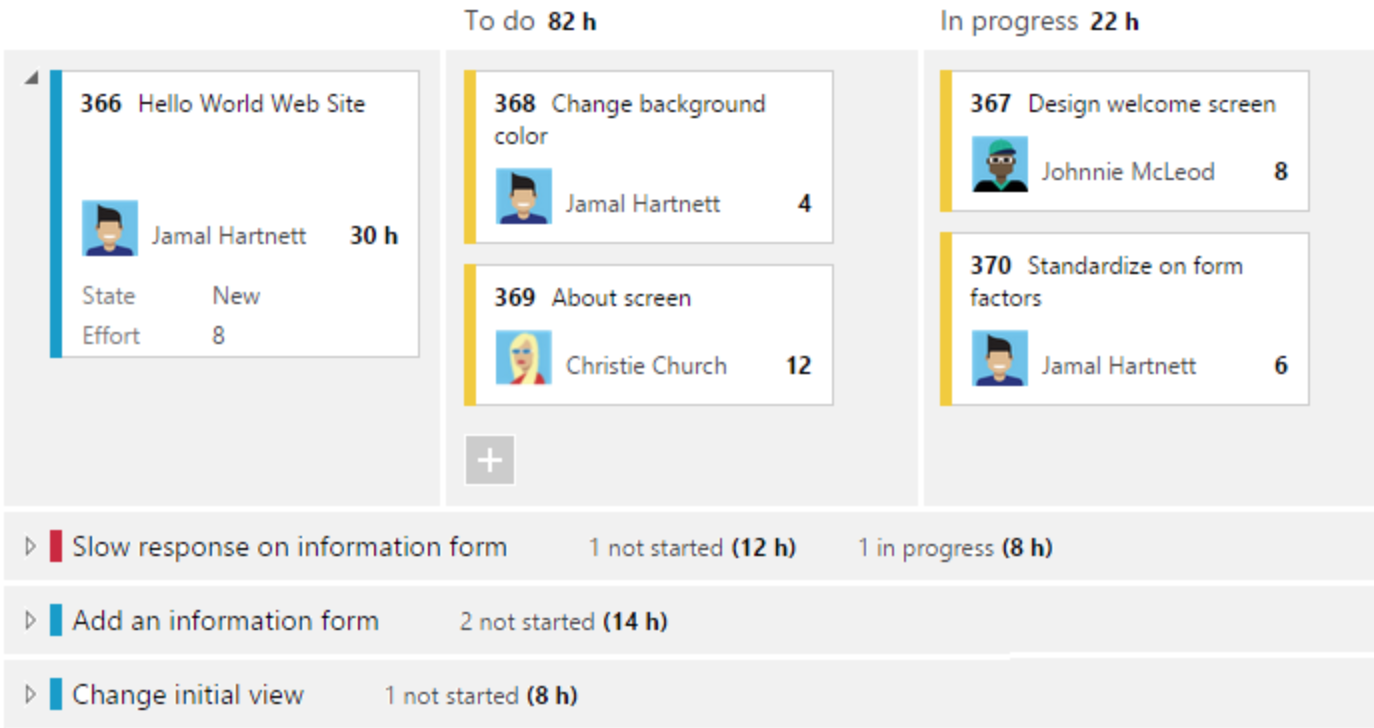 To do 82 h
In progress 22 h
366 Hello World Web Site
Jamal Hartnett 30 h
State New
Effort 8
368 Change background
color
Jamal Hartnett 4
369 About screen
Christie Church 12
367 Design welcome screen
Johnnie McLeod 8
370 Standardize on form
factors
Jamal Hartnett 6
Slow response on information form 1 not started (12 h) 1 in progress (8 h)
Add an information form 2 not started (14 h)
Change initial view 1 not started (8 h)